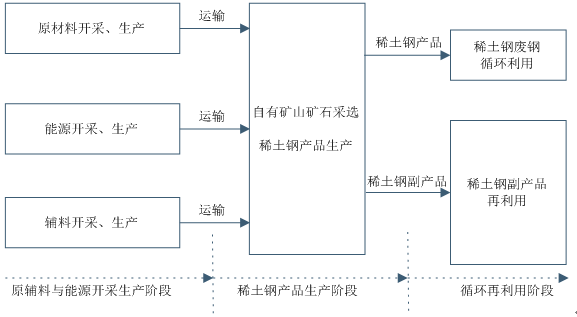 原材料开采、生产
运输
能源开采、生产
运输
辅料开采、生产
运输
自有矿山矿石采选
稀土钢产品生产
稀土钢产品
稀土钢废钢
循环利用
稀土钢副产品
稀土钢副产品
再利用
原辅料与能源开采生产阶段
稀土钢产品生产阶段
循环再利用阶段